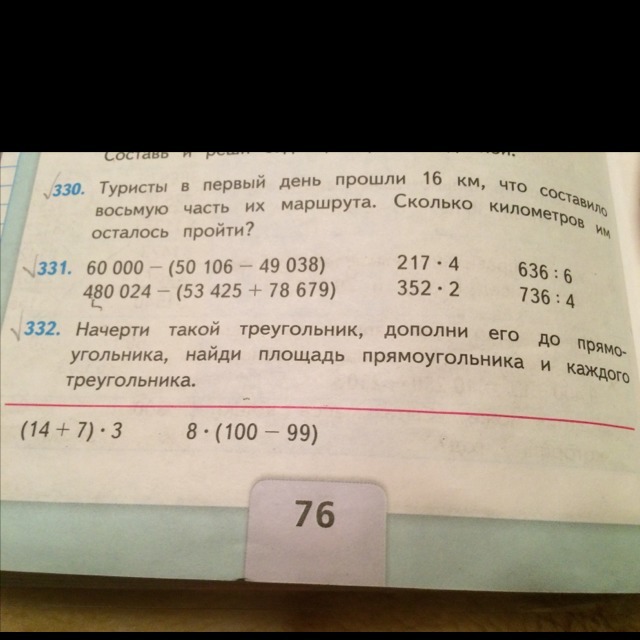 Составь и
330. Туристы в первый день прошли 16 км, что составило
восьмую часть их маршрута. Сколько километров им
осталось пройти?
331. 60 000 − (50 106 − 49 038) 217 · 4 636 : 6
480 024 − (53 425 + 78 679) 352 · 2 736 : 4
332. Начерти такой треугольник, дополни его до прямо-
угольника, найди площадь прямоугольника и каждого
треугольника.
(14 + 7) · 3 8 · (100 − 99)
76